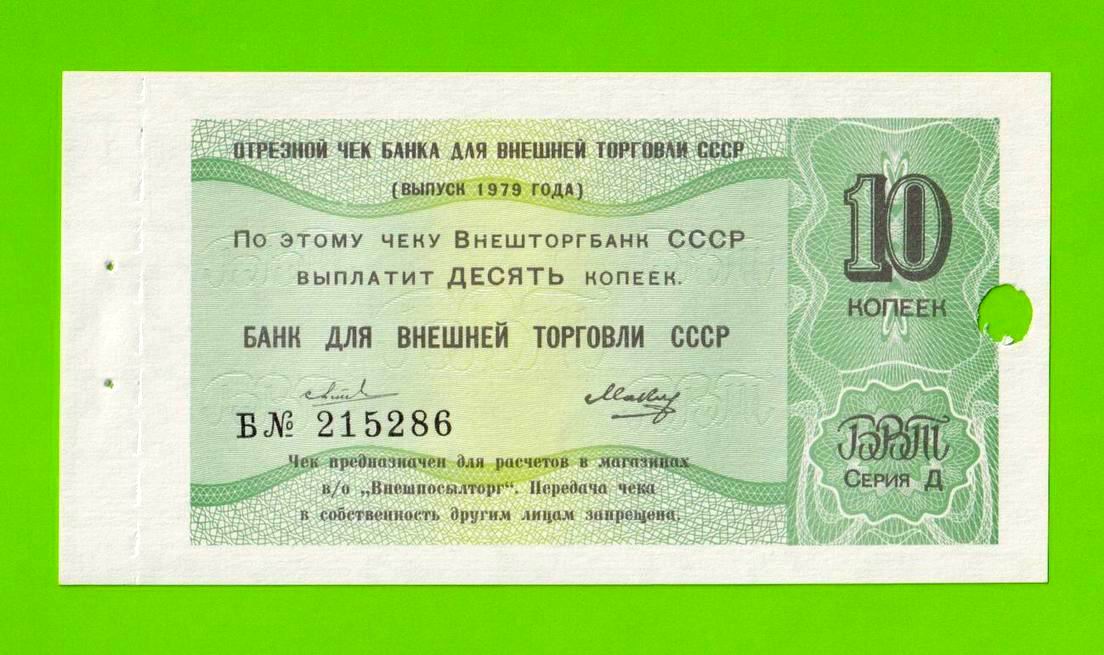 ОТРЕЗНОЙ ЧЕК БАНКА ДЛЯ ВНЕШНЕЙ ТОРГОВЛИ СССР
(ВЫПУСК 1979 ГОДА)
По этому чеку Внешторгбанк СССР
выплатит ДЕСЯТЬ копеек.
БАНК ДЛЯ ВНЕШНЕЙ ТОРГОВЛИ СССР
Б № 215286
Чек предназначен для расчетов в магазинах
в/о „Внешпосылторг“. Передача чека
в собственность другим лицам запрещена.
10
КОПЕЕК
БВТ
Серия Д